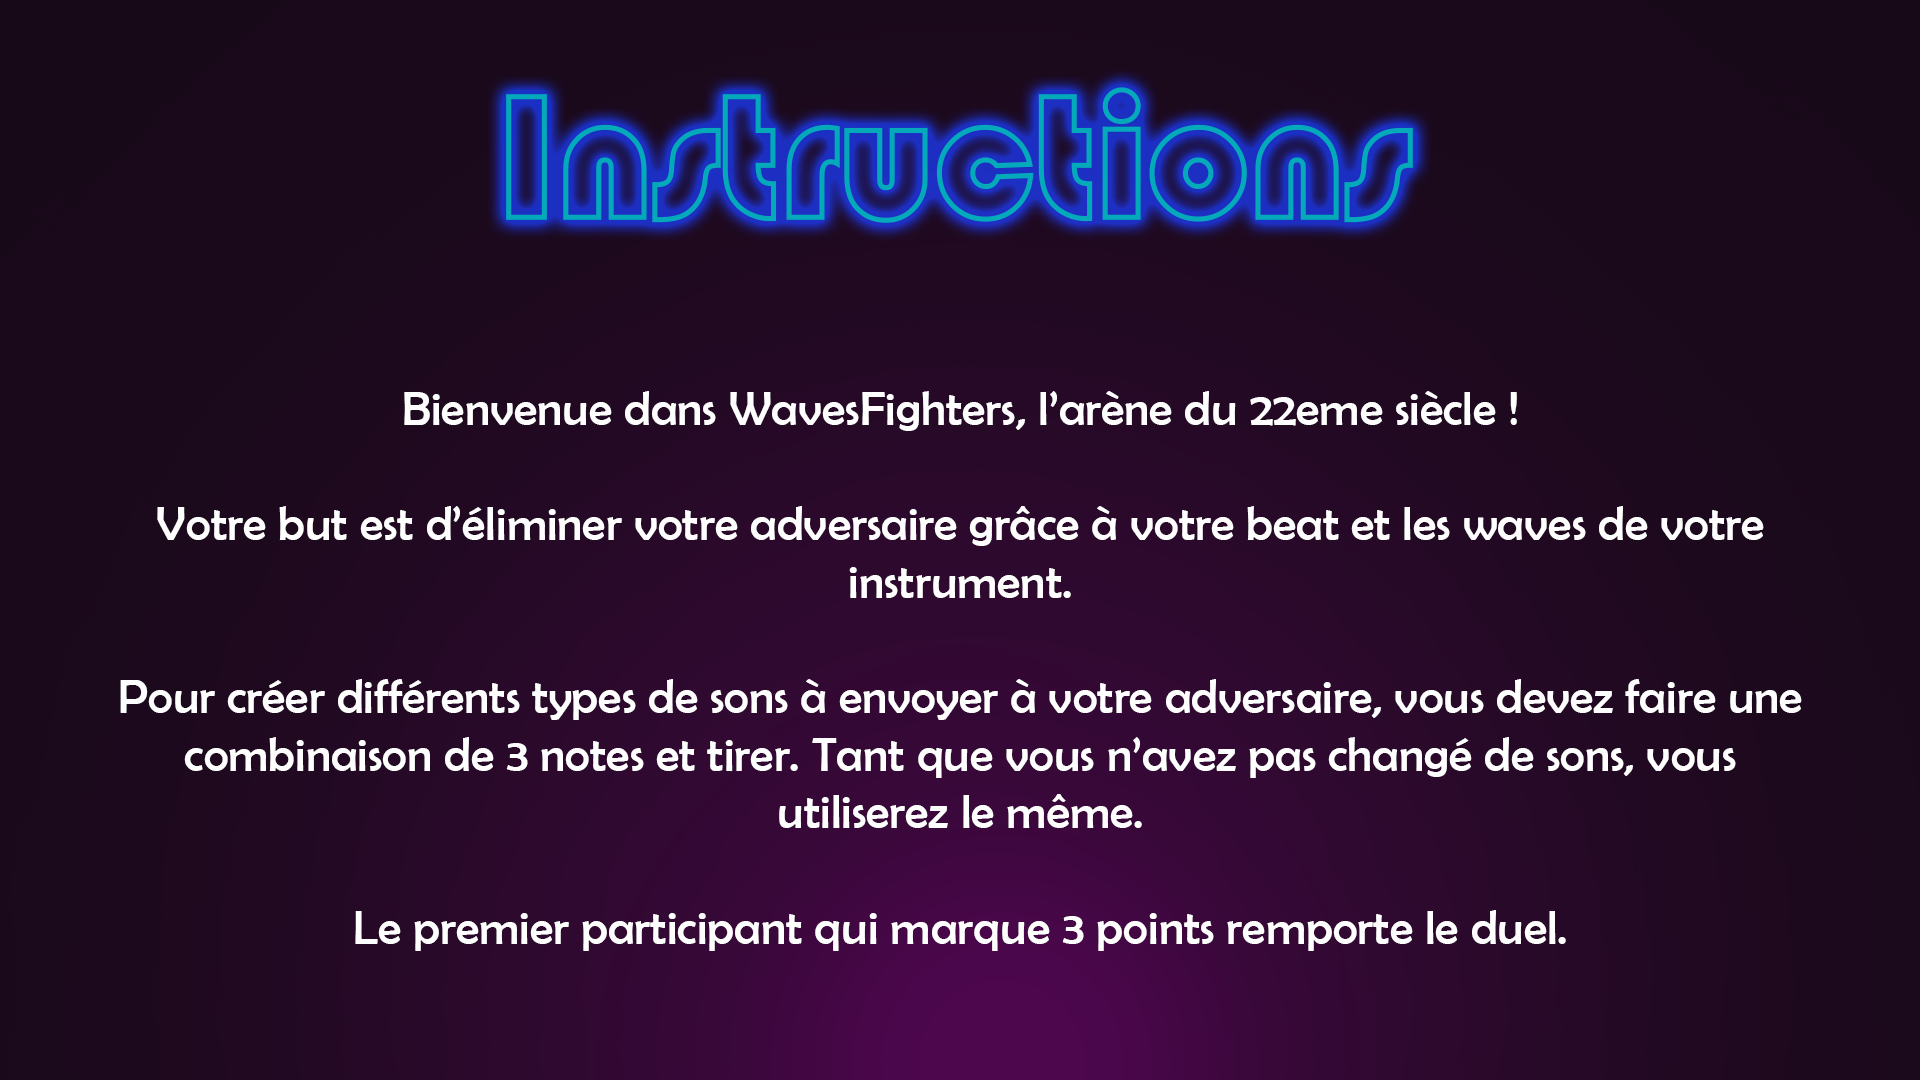 Instructions
Bienvenue dans WavesFighters, l’arène du 22eme siècle !
Votre but est d’éliminer votre adversaire grâce à votre beat et les waves de votre
instrument.
Pour créer différents types de sons à envoyer à votre adversaire, vous devez faire une
combinaison de 3 notes et tirer. Tant que vous n’avez pas changé de sons, vous
utiliserez le même.
Le premier participant qui marque 3 points remporte le duel.